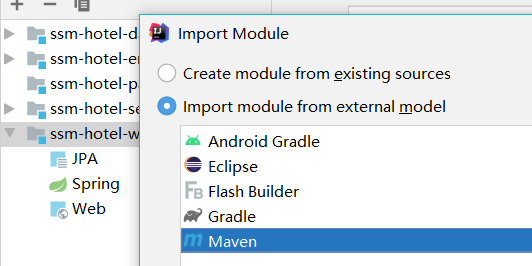 Import Module
Create module from existing sources
Import module from external model
Android Gradle
Eclipse
Flash Builder
Gradle
Maven
ssm-hotel-d
ssm-hotel-e
ssm-hotel-p
ssm-hotel-se
ssm-hotel-w
JPA
Spring
Web